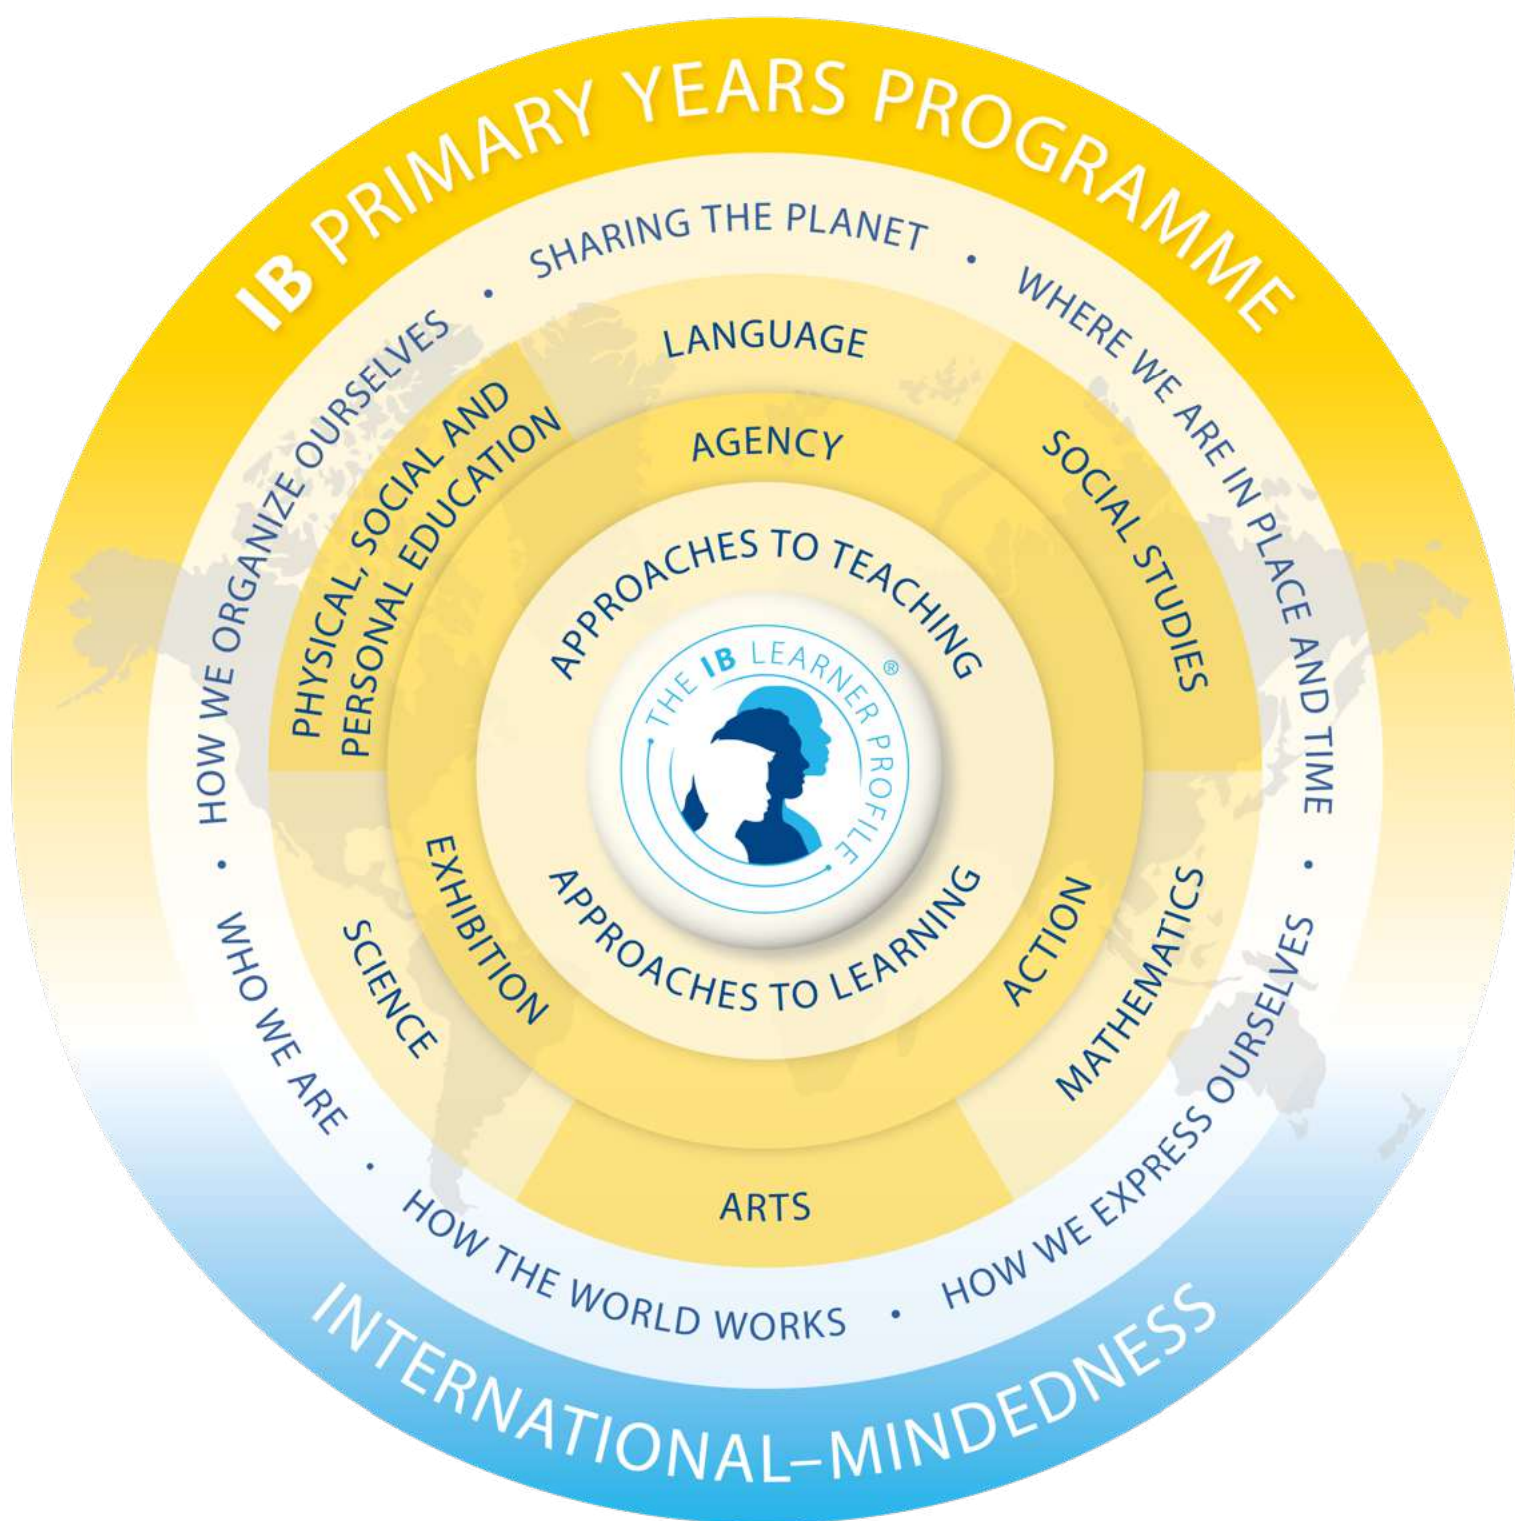 IB PRIMARY YEARS PROGRAMME
SHARING THE PLANET
•
WHERE WE ARE IN PLACE AND TIME
•
HOW WE EXPRESS OURSELVES
•
HOW THE WORLD WORKS
•
WHO WE ARE
•
HOW WE ORGANIZE OURSELVES
•
LANGUAGE
SOCIAL STUDIES
MATHEMATICS
ARTS
SCIENCE
PHYSICAL, SOCIAL AND
PERSONAL EDUCATION
AGENCY
ACTION
EXHIBITION
APPROACHES TO TEACHING
THE IB LEARNER PROFILE®
APPROACHES TO LEARNING
INTERNATIONAL–MINDEDNESS